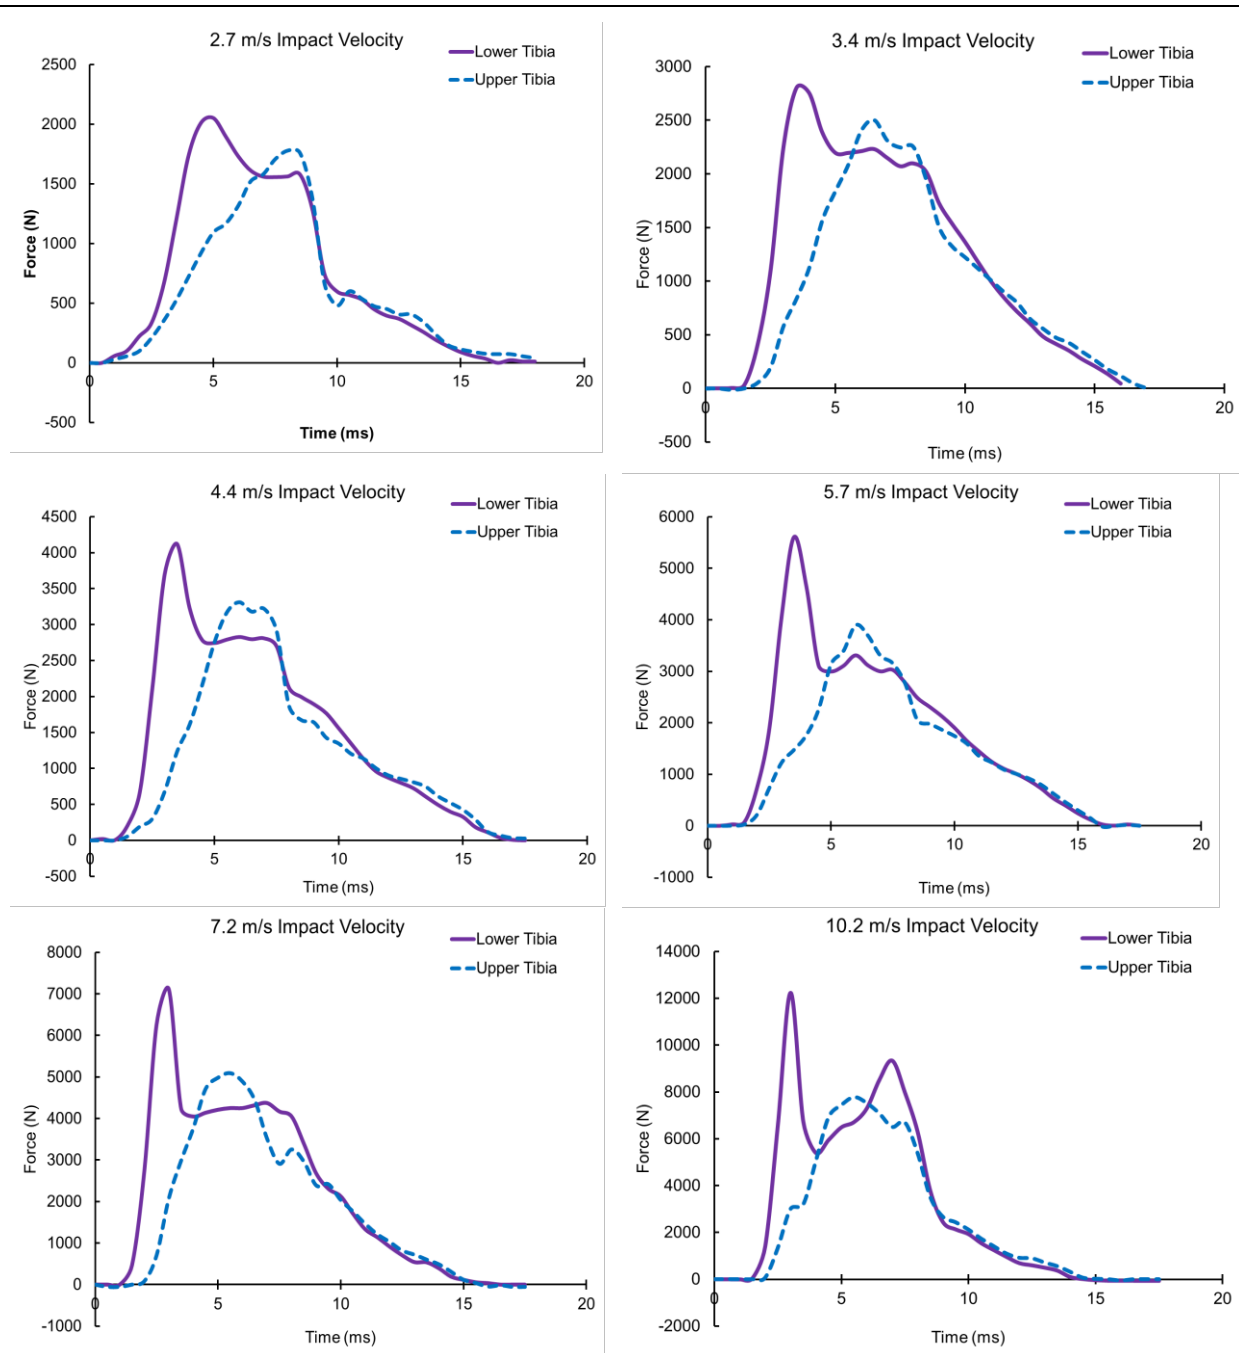 2.7 m/s Impact Velocity
Lower Tibia
Upper Tibia
2500
2000
1500
1000
500
0
-500
Force (N)
0 5 10 15 20
Time (ms)
3.4 m/s Impact Velocity
Lower Tibia
Upper Tibia
3000
2500
2000
1500
1000
500
0
-500
Force (N)
0 5 10 15 20
Time (ms)
4.4 m/s Impact Velocity
Lower Tibia
Upper Tibia
4500
4000
3500
3000
2500
2000
1500
1000
500
0
-500
Force (N)
0 5 10 15 20
Time (ms)
5.7 m/s Impact Velocity
Lower Tibia
Upper Tibia
6000
5000
4000
3000
2000
1000
0
-1000
Force (N)
0 5 10 15 20
Time (ms)
7.2 m/s Impact Velocity
Lower Tibia
Upper Tibia
8000
7000
6000
5000
4000
3000
2000
1000
0
-1000
Force (N)
0 5 10 15 20
Time (ms)
10.2 m/s Impact Velocity
Lower Tibia
Upper Tibia
14000
12000
10000
8000
6000
4000
2000
0
-2000
Force (N)
0 5 10 15 20
Time (ms)